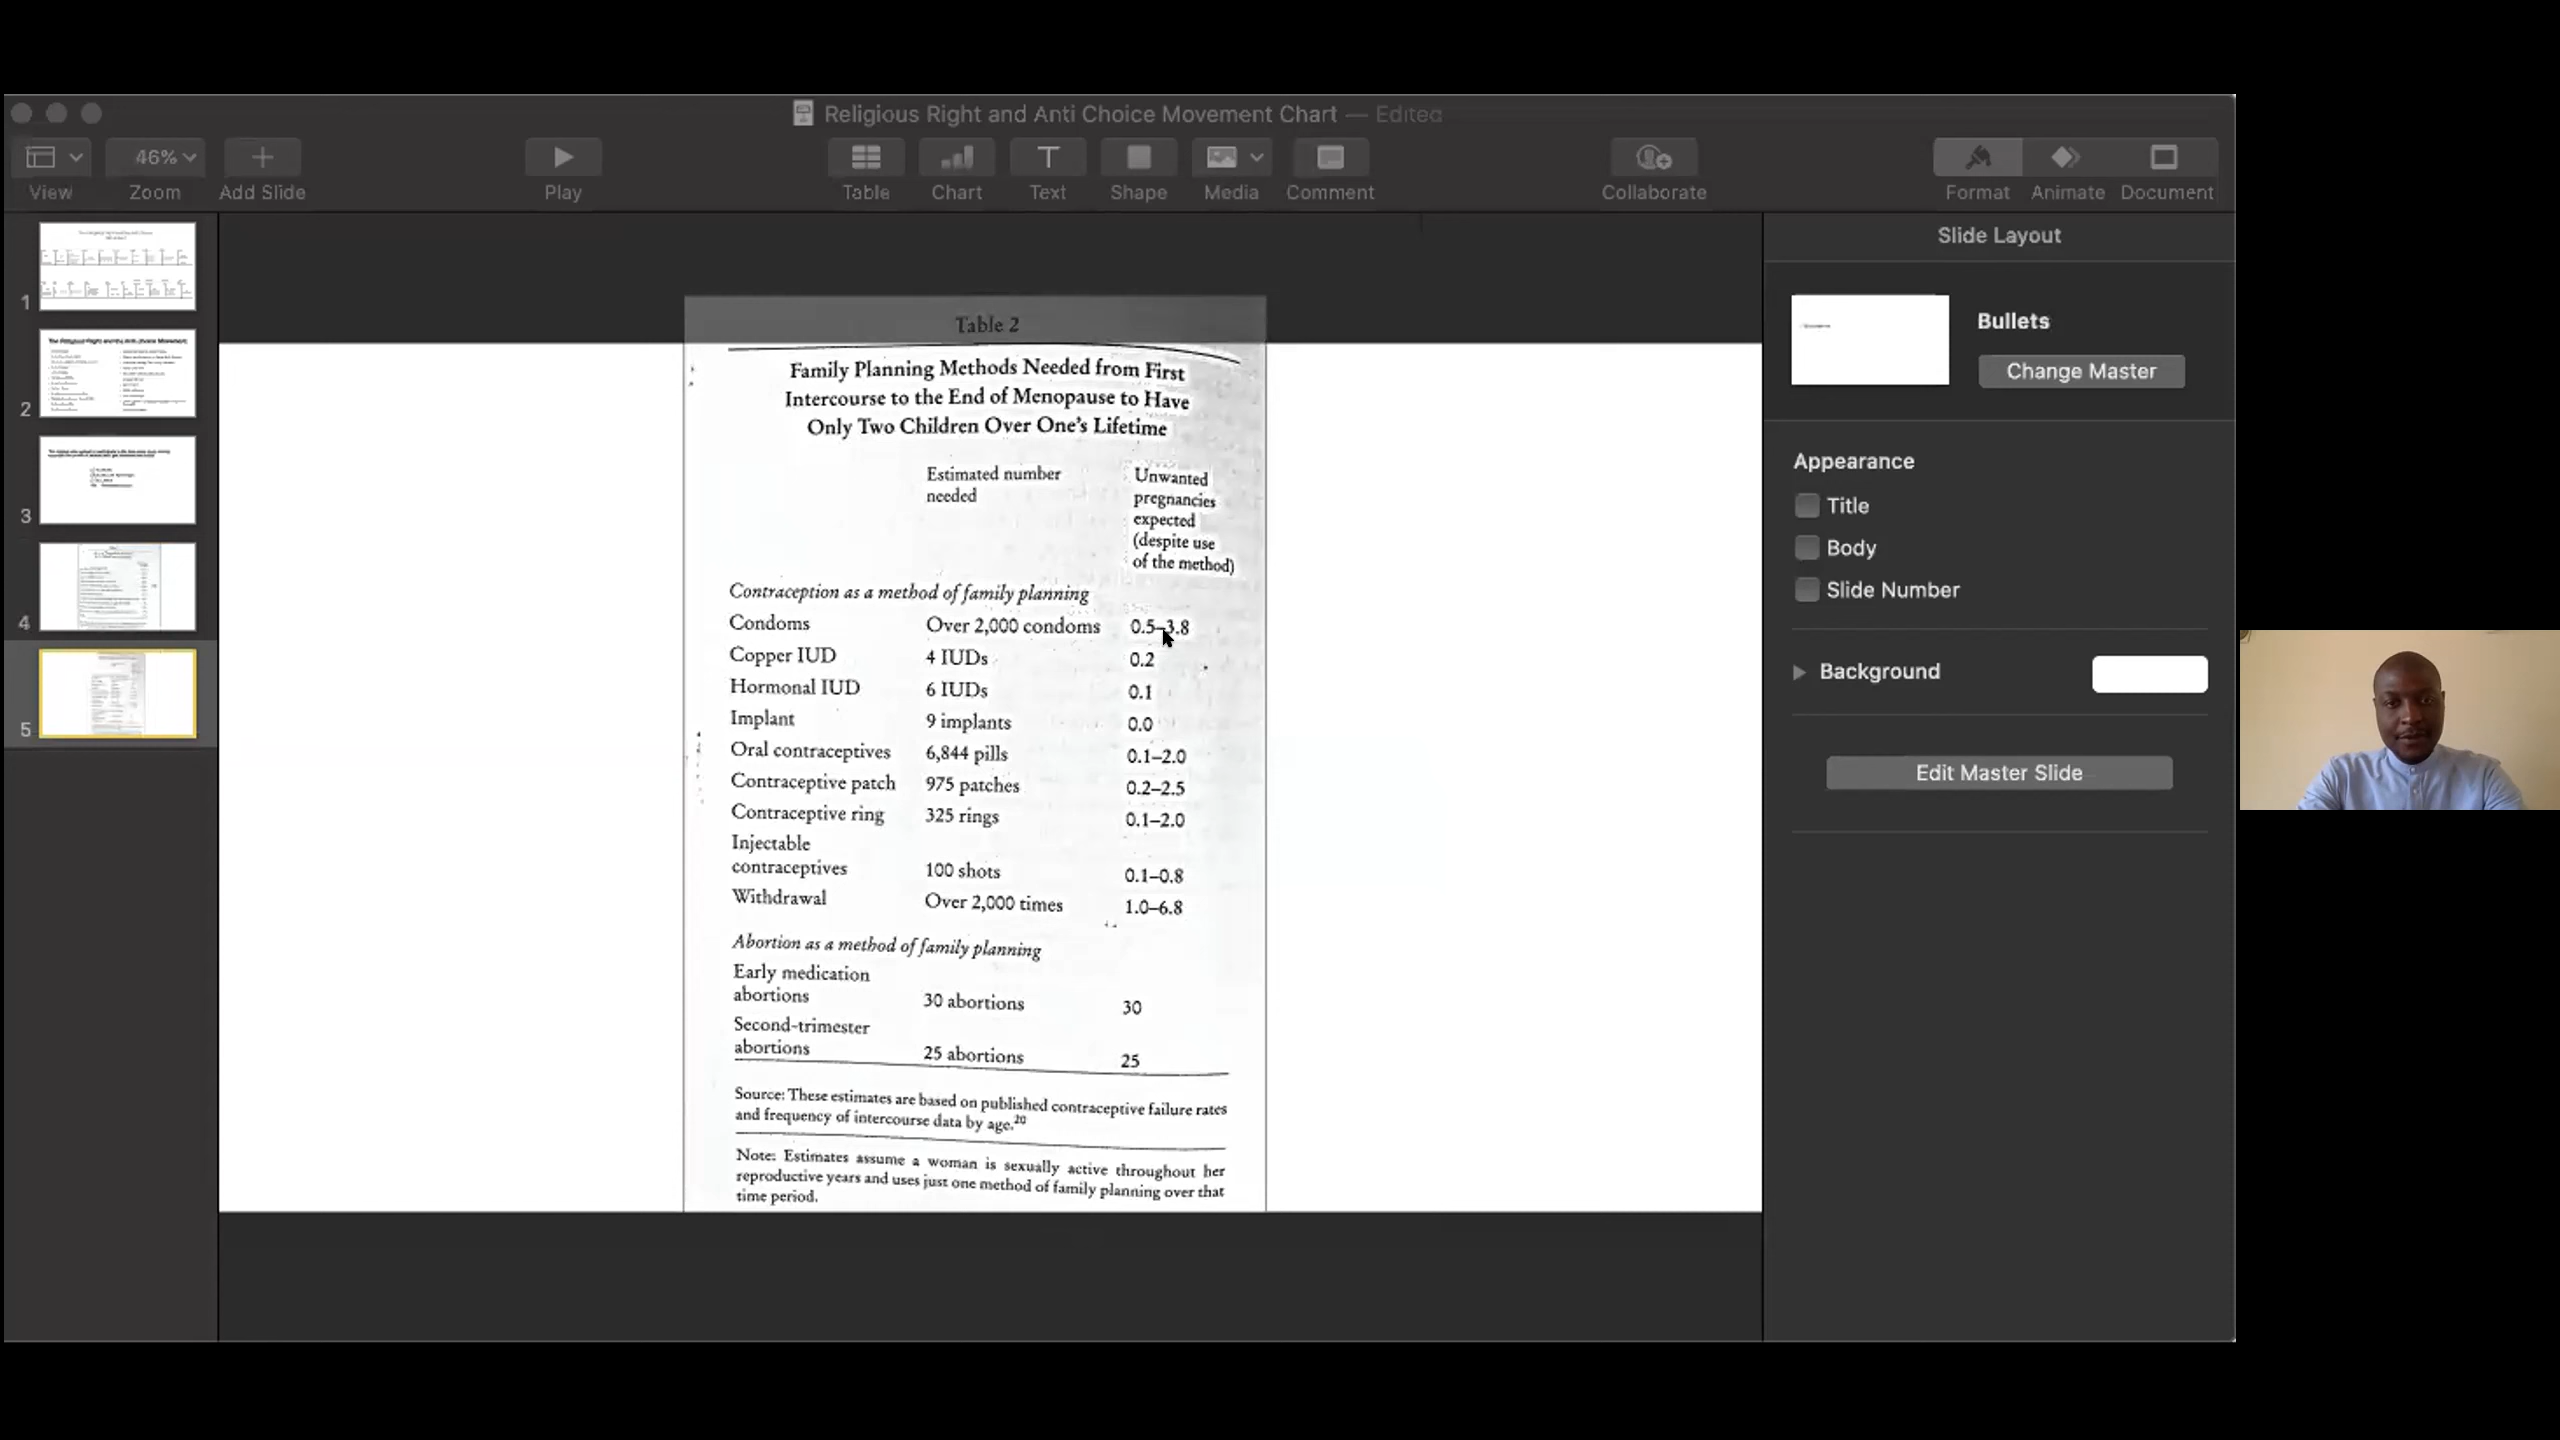 Religious Right and Anti Choice Movement Chart — Edited
46%
View Zoom Add Slide Play Table Chart Text Shape Media Comment Collaborate Format Animate Document
1
2
3
4
5
Table 2
Family Planning Methods Needed from First
Intercourse to the End of Menopause to Have
Only Two Children Over One's Lifetime
Estimated number
needed
Unwanted
pregnancies
expected
(despite use
of the method)
Contraception as a method of family planning
Condoms Over 2,000 condoms 0.5–3.8
Copper IUD 4 IUDs 0.2
Hormonal IUD 6 IUDs 0.1
Implant 9 implants 0.0
Oral contraceptives 6,844 pills 0.1–2.0
Contraceptive patch 975 patches 0.2–2.5
Contraceptive ring 325 rings 0.1–2.0
Injectable
contraceptives 100 shots 0.1–0.8
Withdrawal Over 2,000 times 1.0–6.8
Abortion as a method of family planning
Early medication
abortions 30 abortions 30
Second-trimester
abortions 25 abortions 25
Source: These estimates are based on published contraceptive failure rates
and frequency of intercourse data by age.20
Note: Estimates assume a woman is sexually active throughout her
reproductive years and uses just one method of family planning over that
time period.
Slide Layout
Bullets
Change Master
Appearance
Title
Body
Slide Number
Background
Edit Master Slide